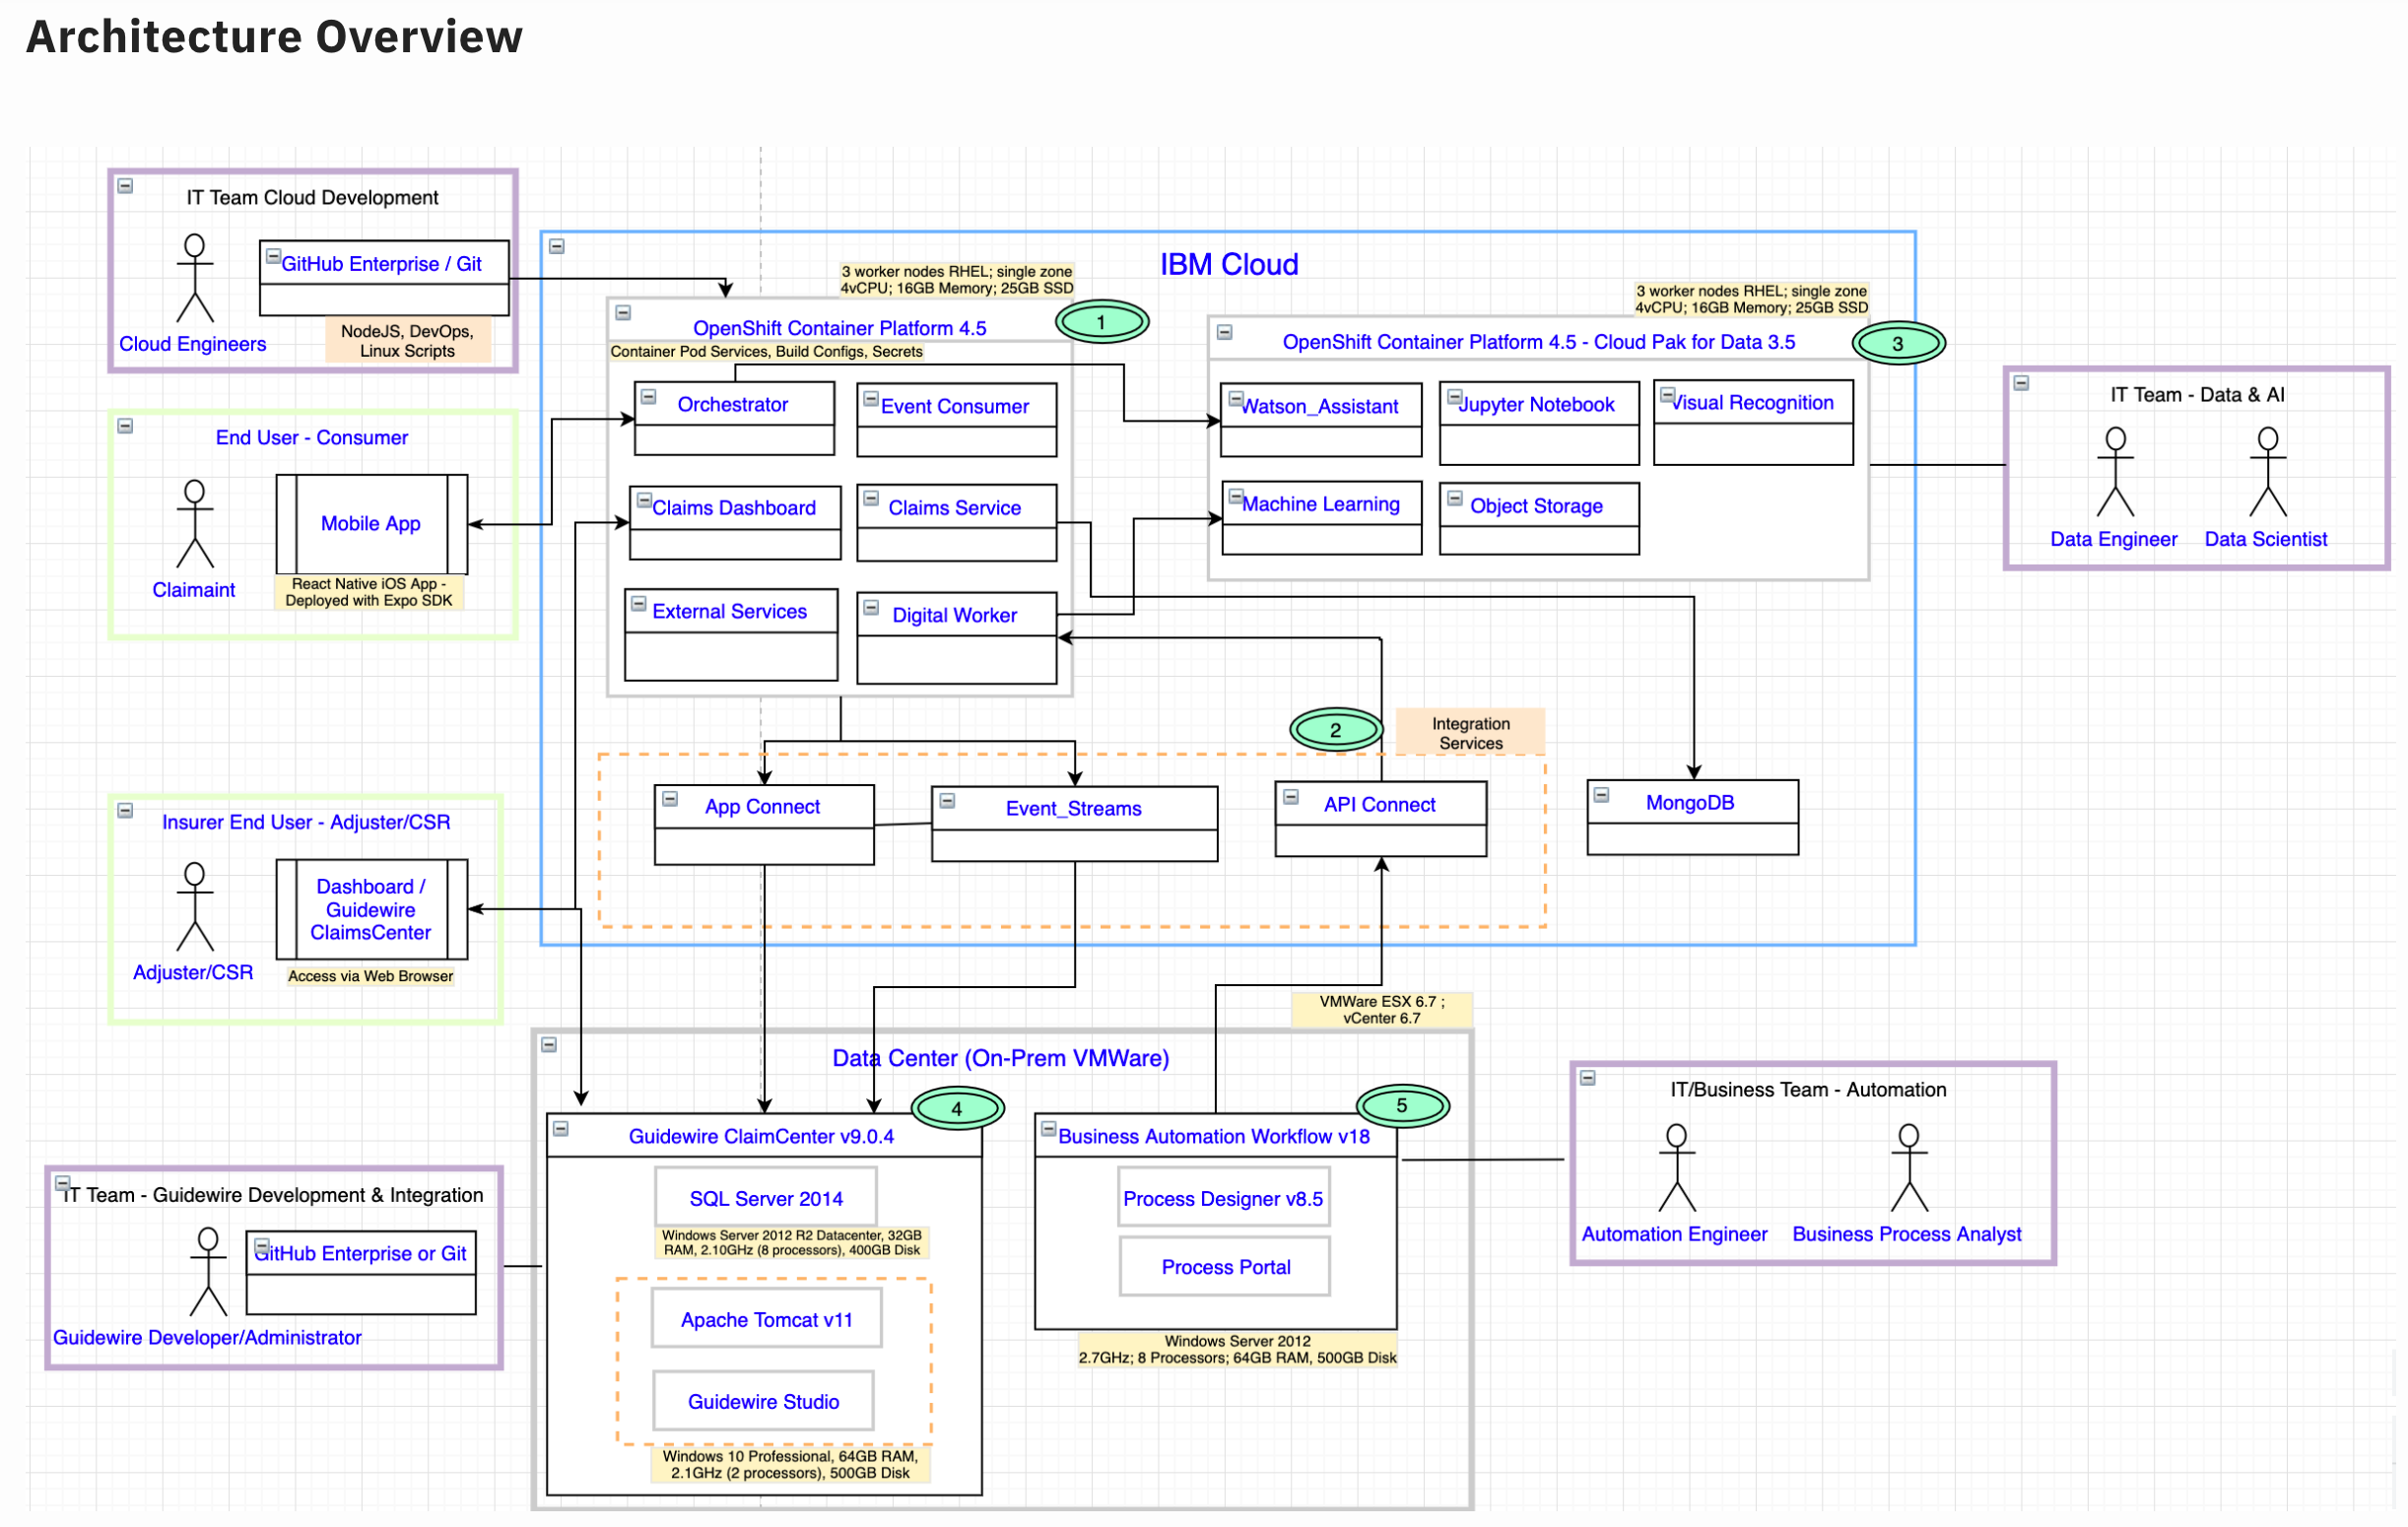 Architecture Overview
IT Team Cloud Development
GitHub Enterprise / Git
Cloud Engineers
NodeJS, DevOps,
Linux Scripts
IBM Cloud
3 worker nodes RHEL; single zone
4vCPU; 16GB Memory; 25GB SSD
OpenShift Container Platform 4.5
1
Container Pod Services, Build Configs, Secrets
Orchestrator
Event Consumer
Claims Dashboard
Claims Service
External Services
Digital Worker
3 worker nodes RHEL; single zone
4vCPU; 16GB Memory; 25GB SSD
OpenShift Container Platform 4.5 - Cloud Pak for Data 3.5
3
Watson_Assistant
Jupyter Notebook
Visual Recognition
Machine Learning
Object Storage
IT Team - Data & AI
Data Engineer
Data Scientist
End User - Consumer
Mobile App
Claimaint
React Native iOS App -
Deployed with Expo SDK
2
Integration
Services
App Connect
Event_Streams
API Connect
MongoDB
Insurer End User - Adjuster/CSR
Dashboard /
Guidewire
ClaimsCenter
Adjuster/CSR
Access via Web Browser
VMWare ESX 6.7 ;
vCenter 6.7
Data Center (On-Prem VMWare)
4
Guidewire ClaimCenter v9.0.4
SQL Server 2014
Windows Server 2012 R2 Datacenter, 32GB
RAM, 2.10GHz (8 processors), 400GB Disk
Apache Tomcat v11
Guidewire Studio
Windows 10 Professional, 64GB RAM,
2.1GHz (2 processors), 500GB Disk
5
Business Automation Workflow v18
Process Designer v8.5
Process Portal
Windows Server 2012
2.7GHz; 8 Processors; 64GB RAM, 500GB Disk
IT/Business Team - Automation
Automation Engineer
Business Process Analyst
IT Team - Guidewire Development & Integration
GitHub Enterprise or Git
Guidewire Developer/Administrator